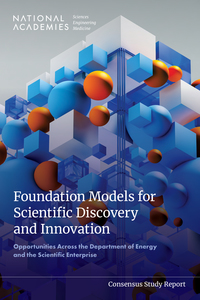 NATIONAL
ACADEMIES
Sciences
Engineering
Medicine
Foundation Models for
Scientific Discovery
and Innovation
Opportunities Across the Department of Energy
and the Scientific Enterprise
Consensus Study Report